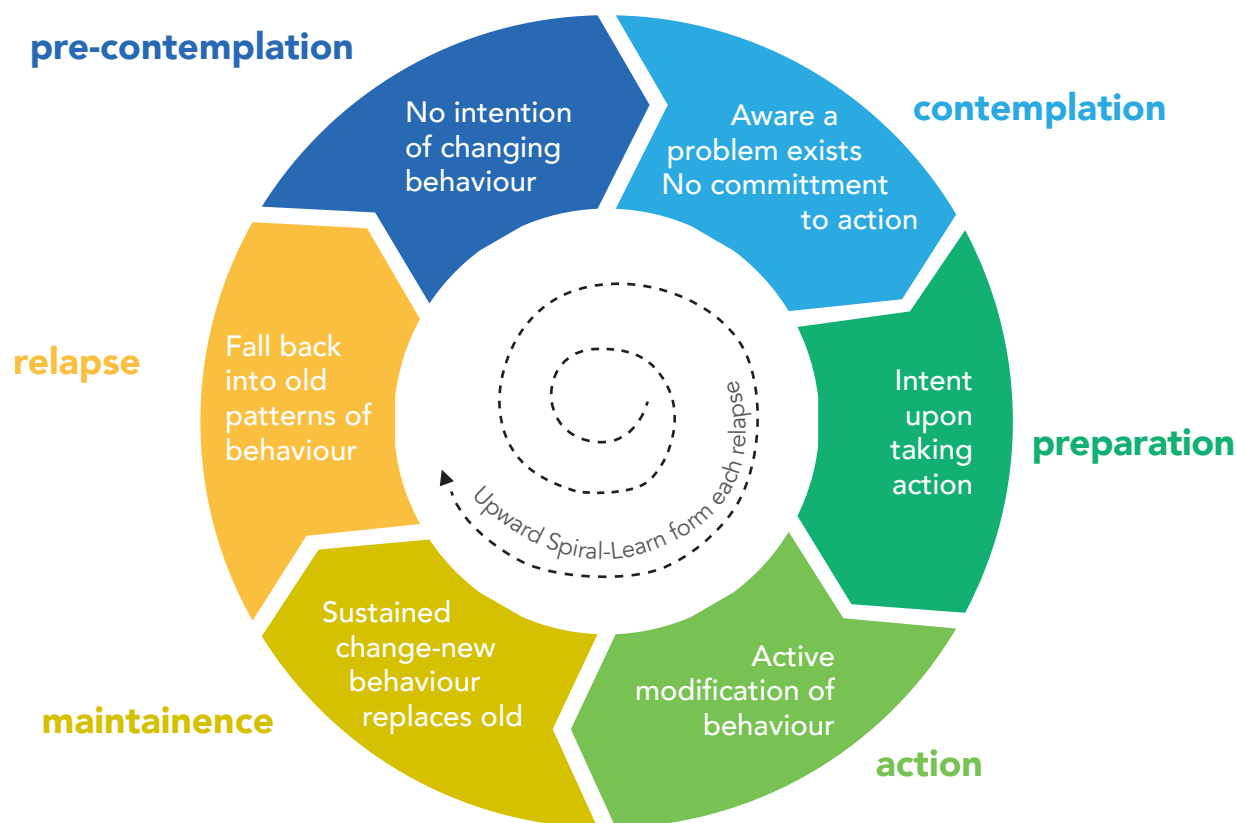 pre-contemplation
No intention
of changing
behaviour
contemplation
Aware a
problem exists
No committment
to action
preparation
Intent
upon
taking
action
action
Active
modification of
behaviour
maintainence
Sustained
change-new
behaviour
replaces old
relapse
Fall back
into old
patterns of
behaviour
Upward Spiral-Learn form each relapse